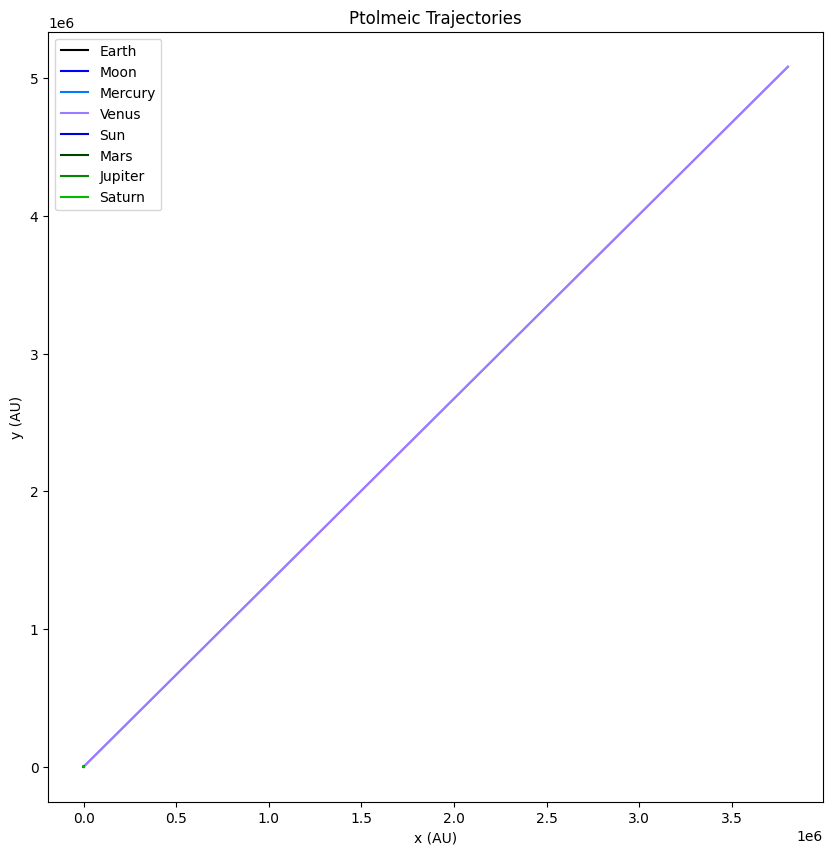 Ptolmeic Trajectories
1e6
Earth
Moon
Mercury
Venus
Sun
Mars
Jupiter
Saturn
5
4
3
2
1
0
y (AU)
0.0 0.5 1.0 1.5 2.0 2.5 3.0 3.5
x (AU)
1e6